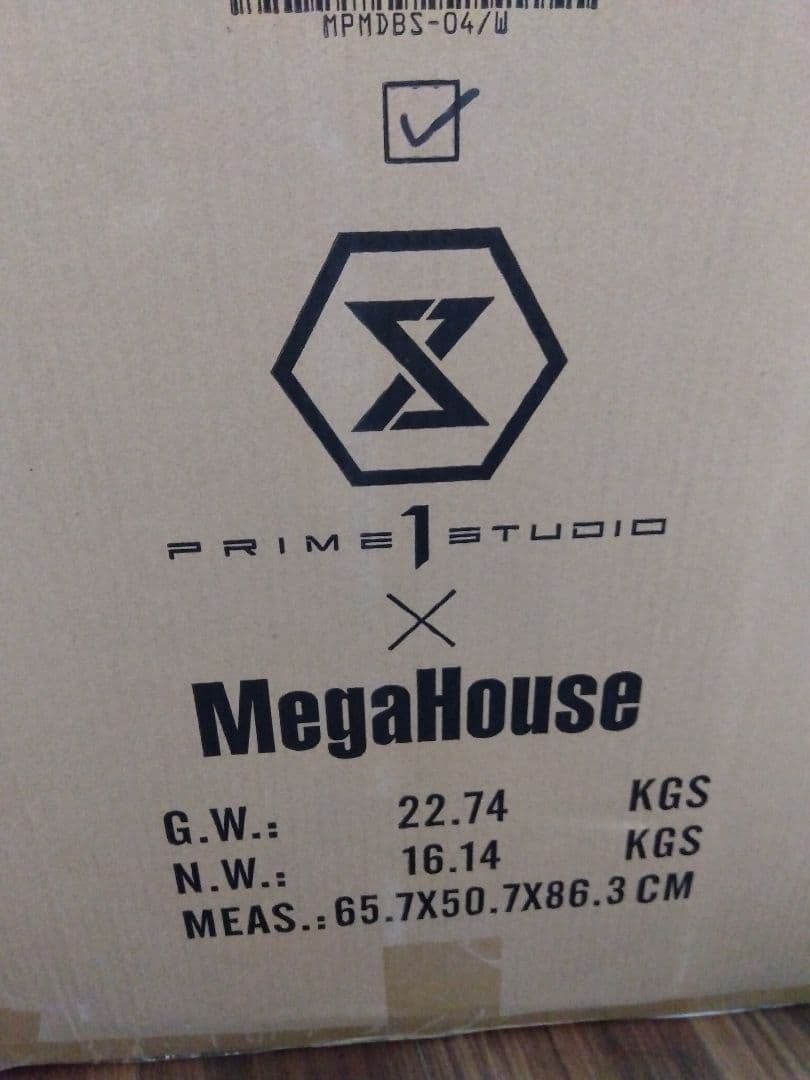 MPMDBS-04/W
PRIME1STUDIO
X
MegaHouse
G.W.: 22.74 KGS
N.W.: 16.14 KGS
MEAS.:65.7X50.7X86.3 CM